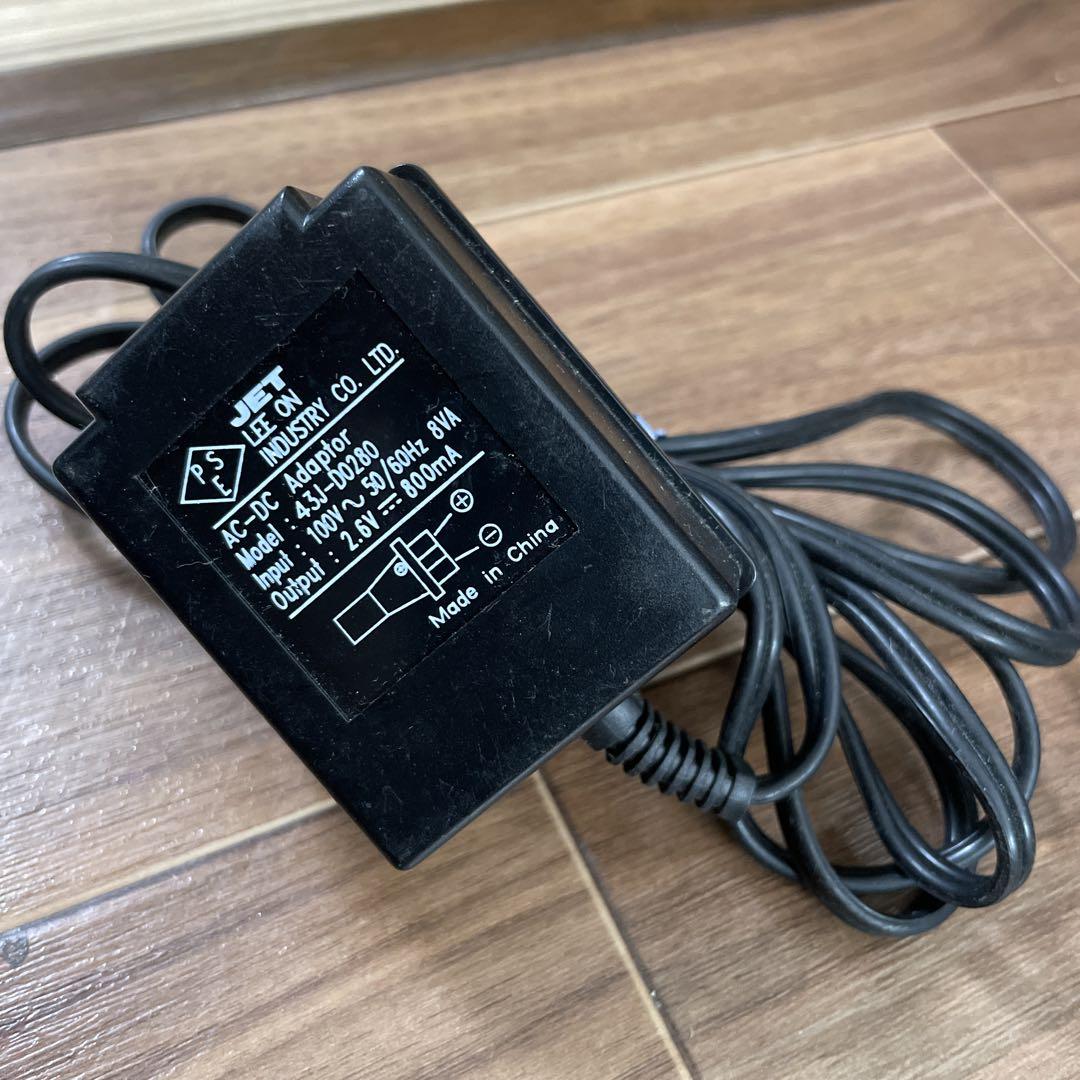 JET
LEE ON
INDUSTRY CO. LTD.
P S E
AC-DC Adaptor
Model : 43J-D0280
Input : 100V～ 50/60Hz 8VA
Output : 2.6V⎓ 800mA
+
-
Made in China